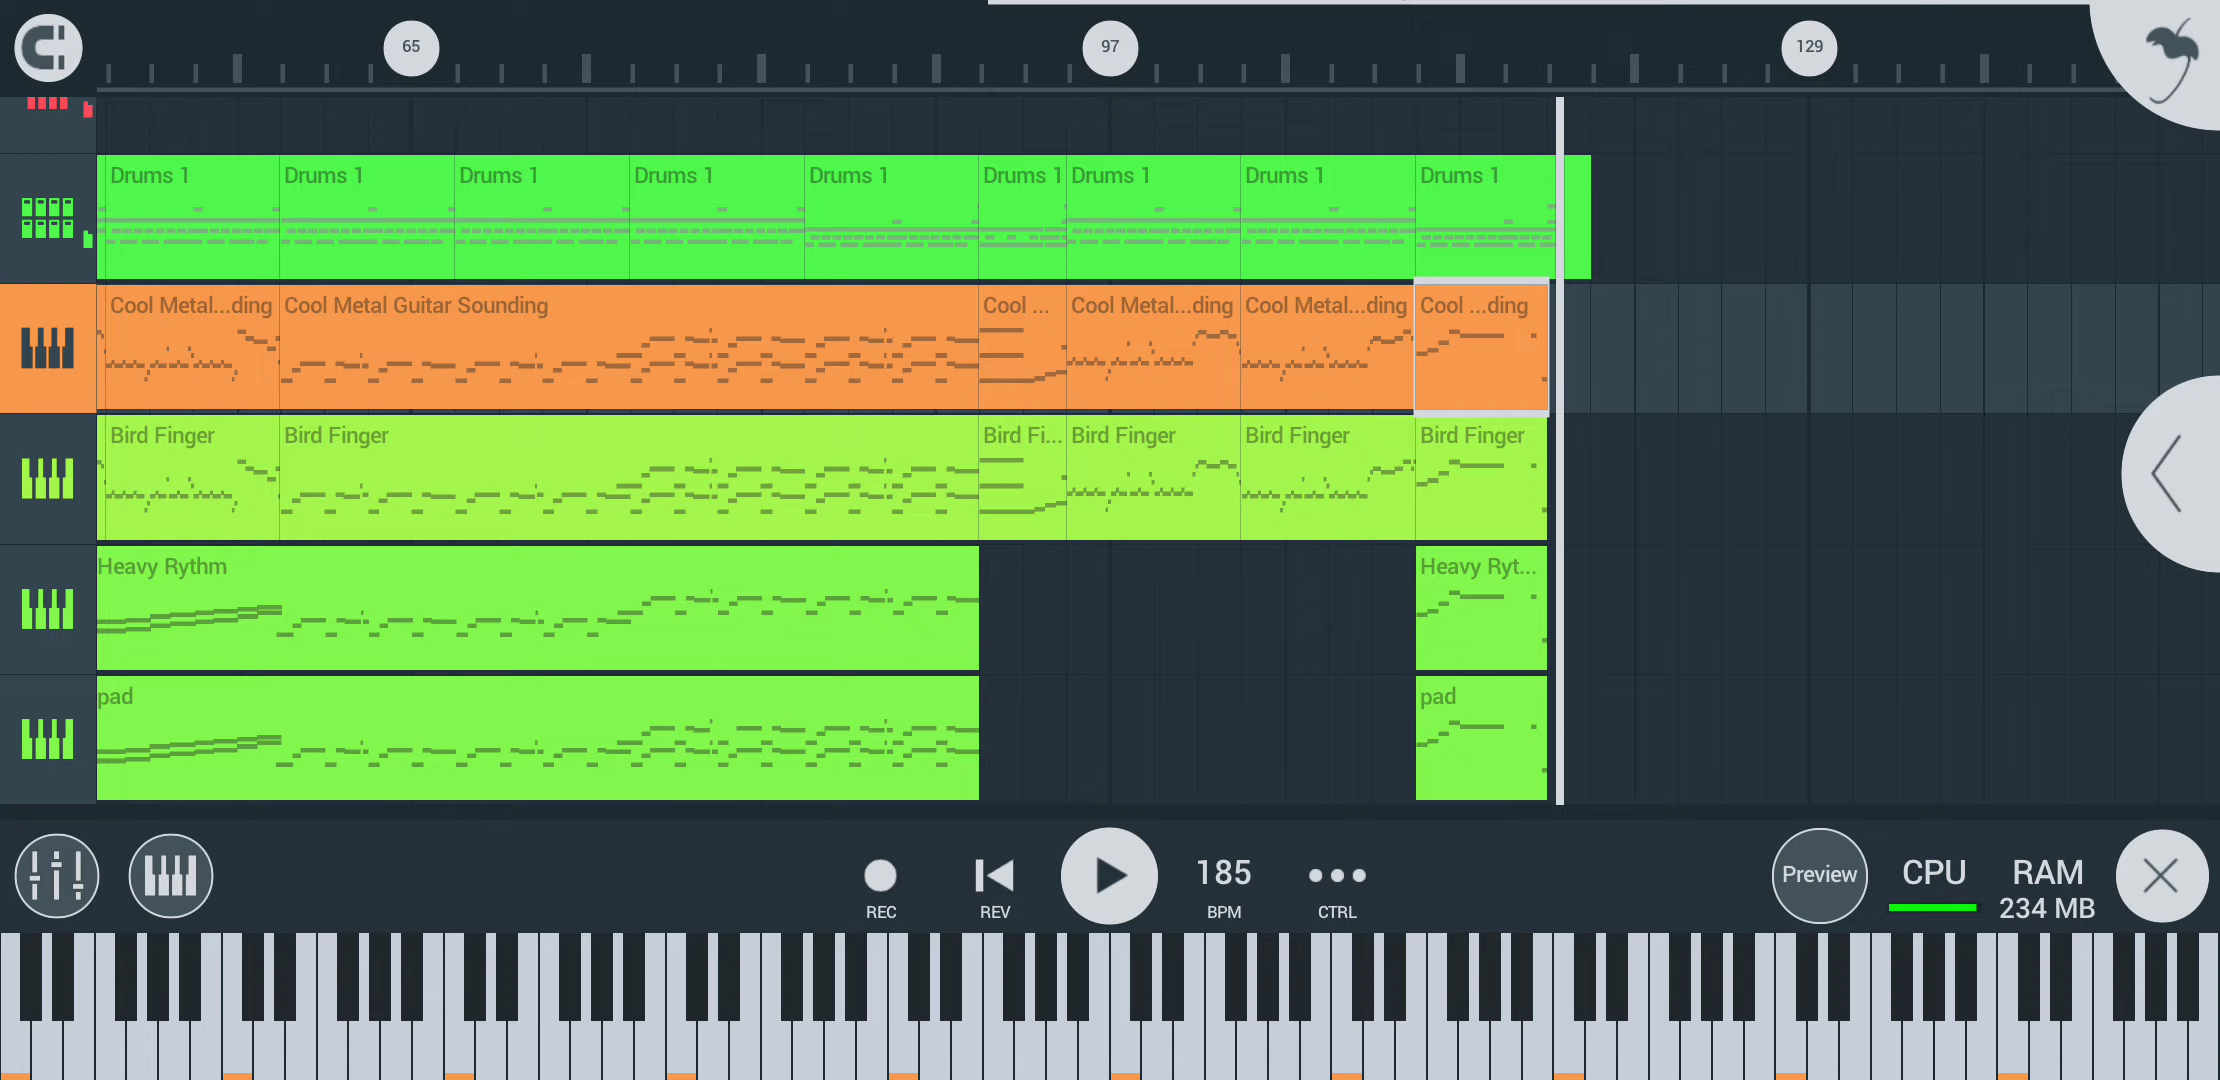 65 97 129
Drums 1 Drums 1 Drums 1 Drums 1 Drums 1 Drums 1 Drums 1 Drums 1 Drums 1
Cool Metal...ding Cool Metal Guitar Sounding Cool ... Cool Metal...ding Cool Metal...ding Cool ...ding
Bird Finger Bird Finger Bird Fi... Bird Finger Bird Finger Bird Finger
Heavy Rythm Heavy Ryt...
pad pad
185 Preview CPU RAM
REC REV BPM CTRL 234 MB